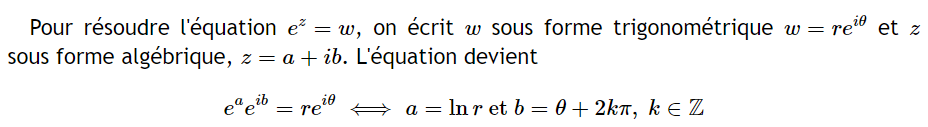 Pour résoudre l'équation $e^z = w$, on écrit $w$ sous forme trigonométrique $w = re^{i\theta}$ et $z$
sous forme algébrique, $z = a + ib$. L'équation devient
$e^a e^{ib} = re^{i\theta} \iff a = \ln r \text{ et } b = \theta + 2k\pi,\ k \in \mathbb{Z}$